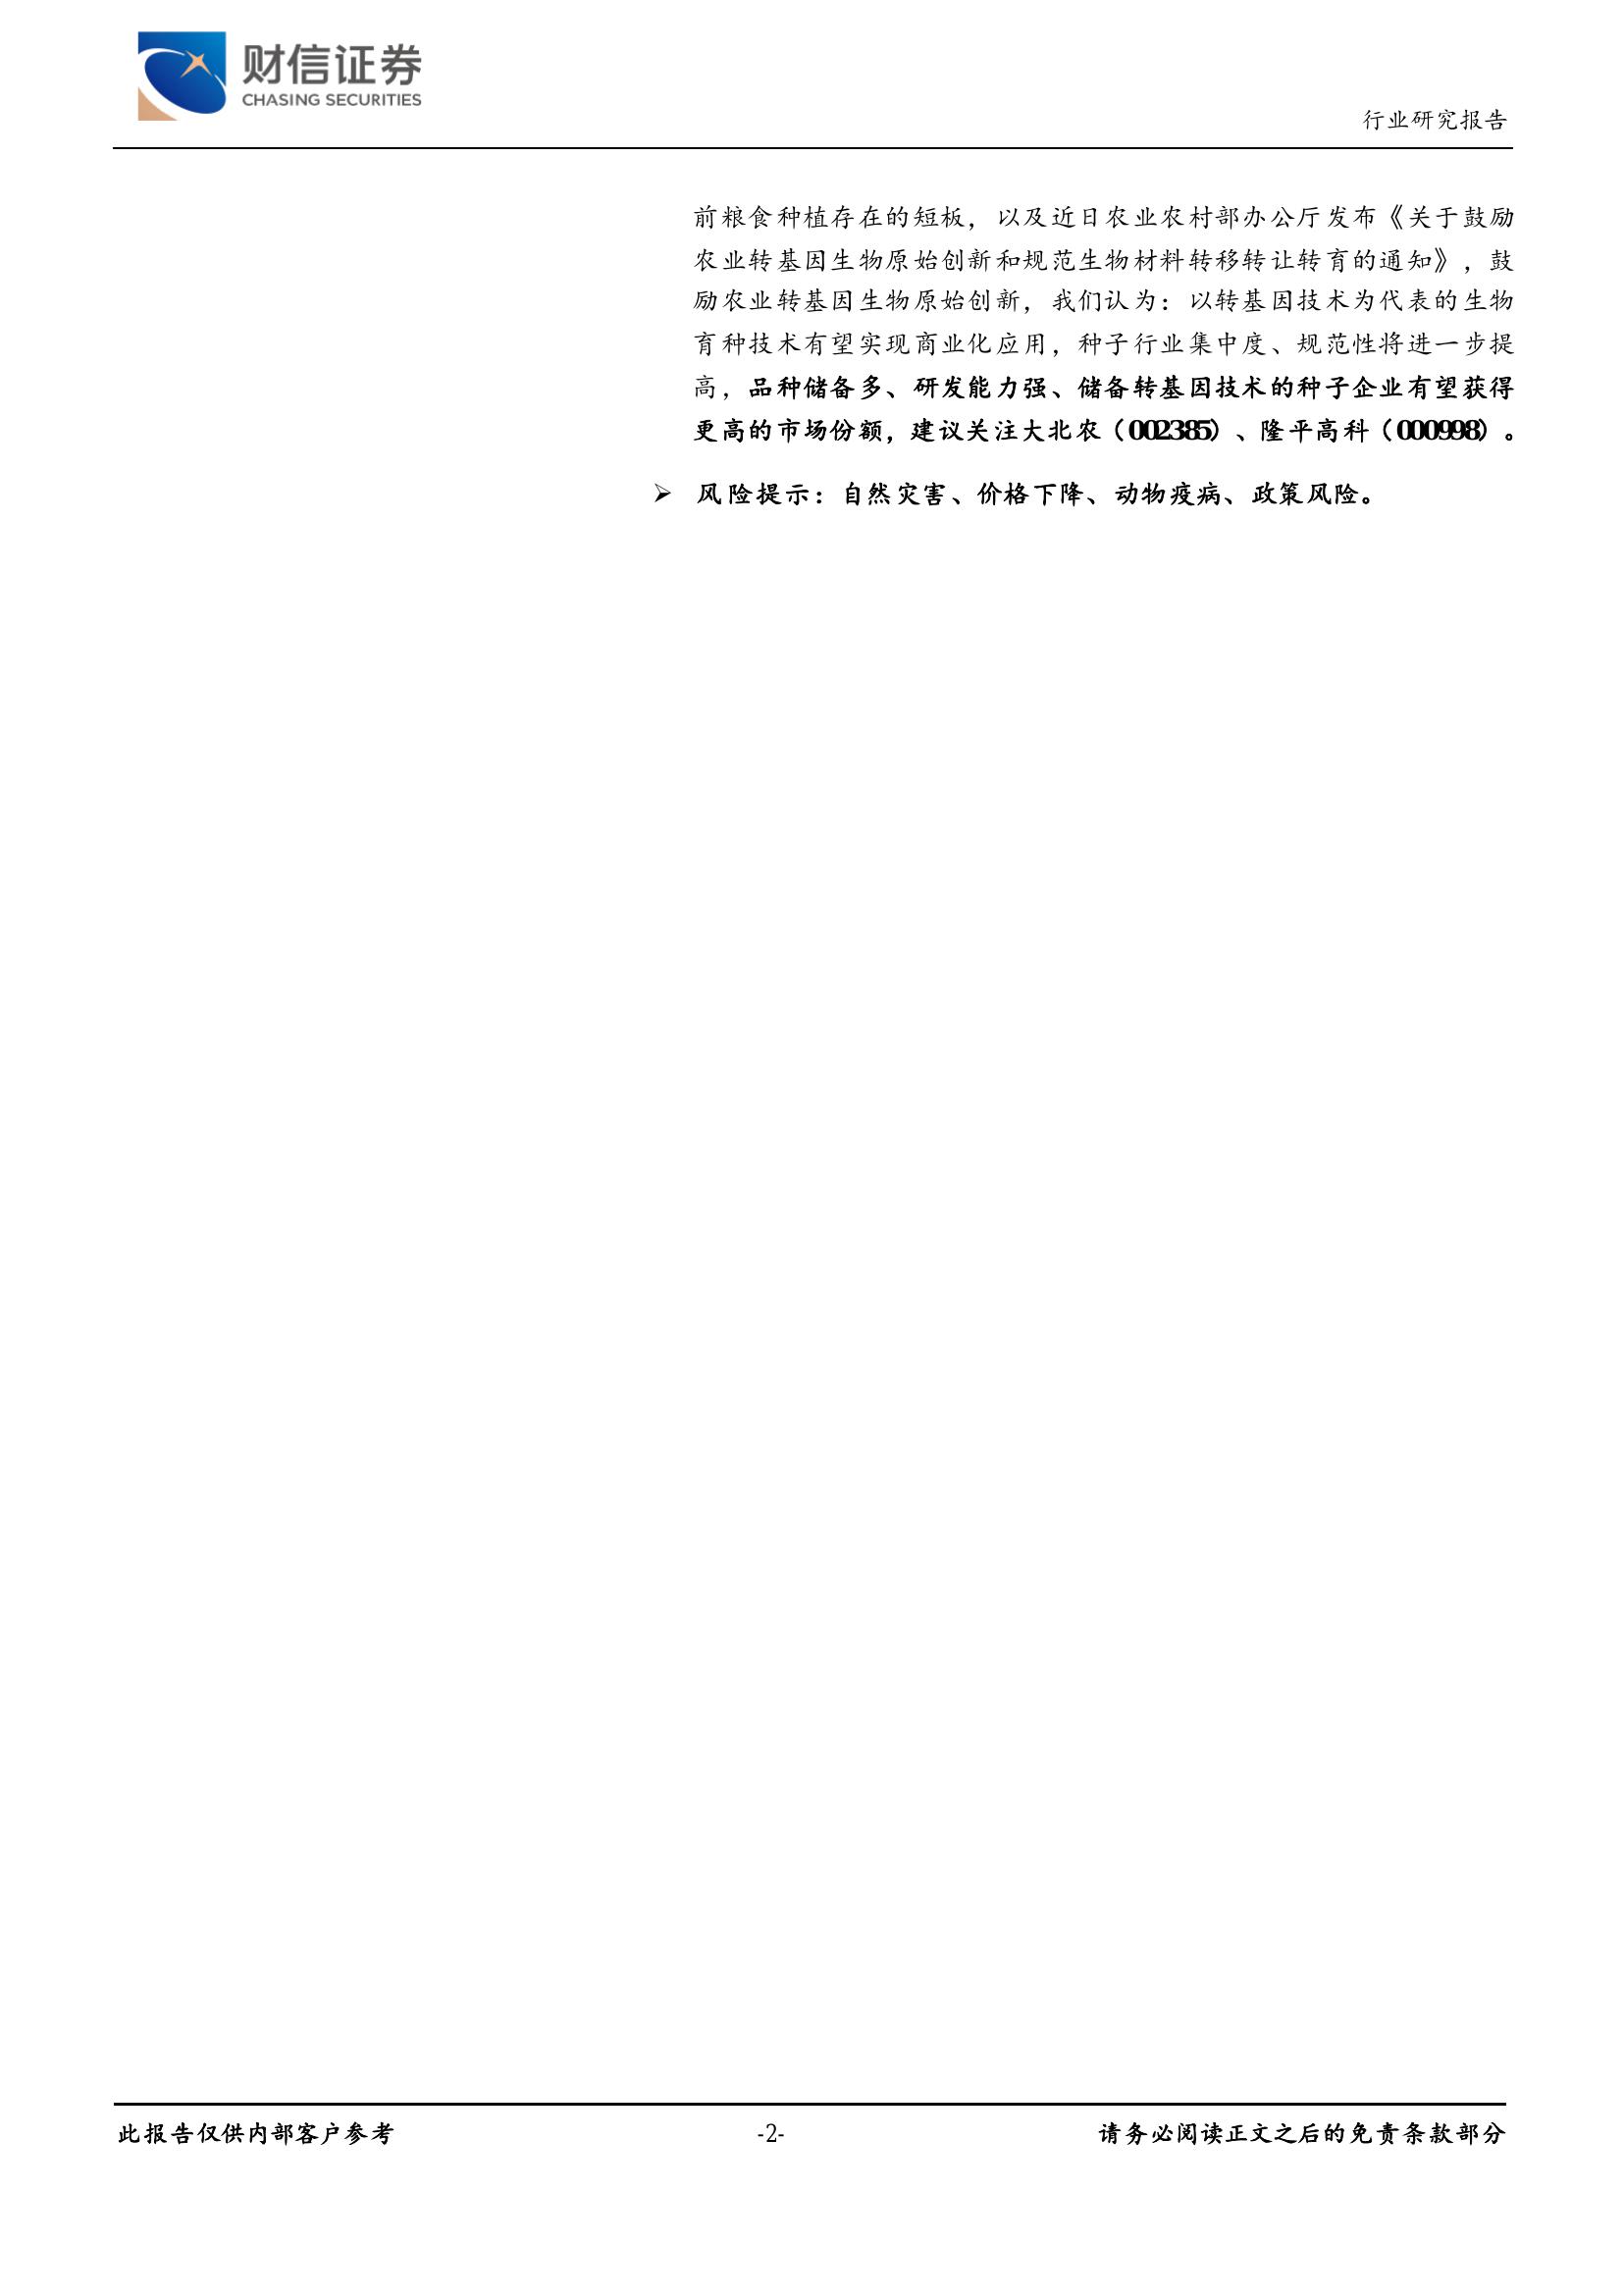 财信证券
CHASING SECURITIES
行业研究报告
前粮食种植存在的短板，以及近日农业农村部办公厅发布《关于鼓励
农业转基因生物原始创新和规范生物材料转移转让转育的通知》，鼓
励农业转基因生物原始创新，我们认为：以转基因技术为代表的生物
育种技术有望实现商业化应用，种子行业集中度、规范性将进一步提
高，品种储备多、研发能力强、储备转基因技术的种子企业有望获得
更高的市场份额，建议关注大北农（002385）、隆平高科（000998）。
➢ 风险提示：自然灾害、价格下降、动物疫病、政策风险。
此报告仅供内部客户参考
-2-
请务必阅读正文之后的免责条款部分